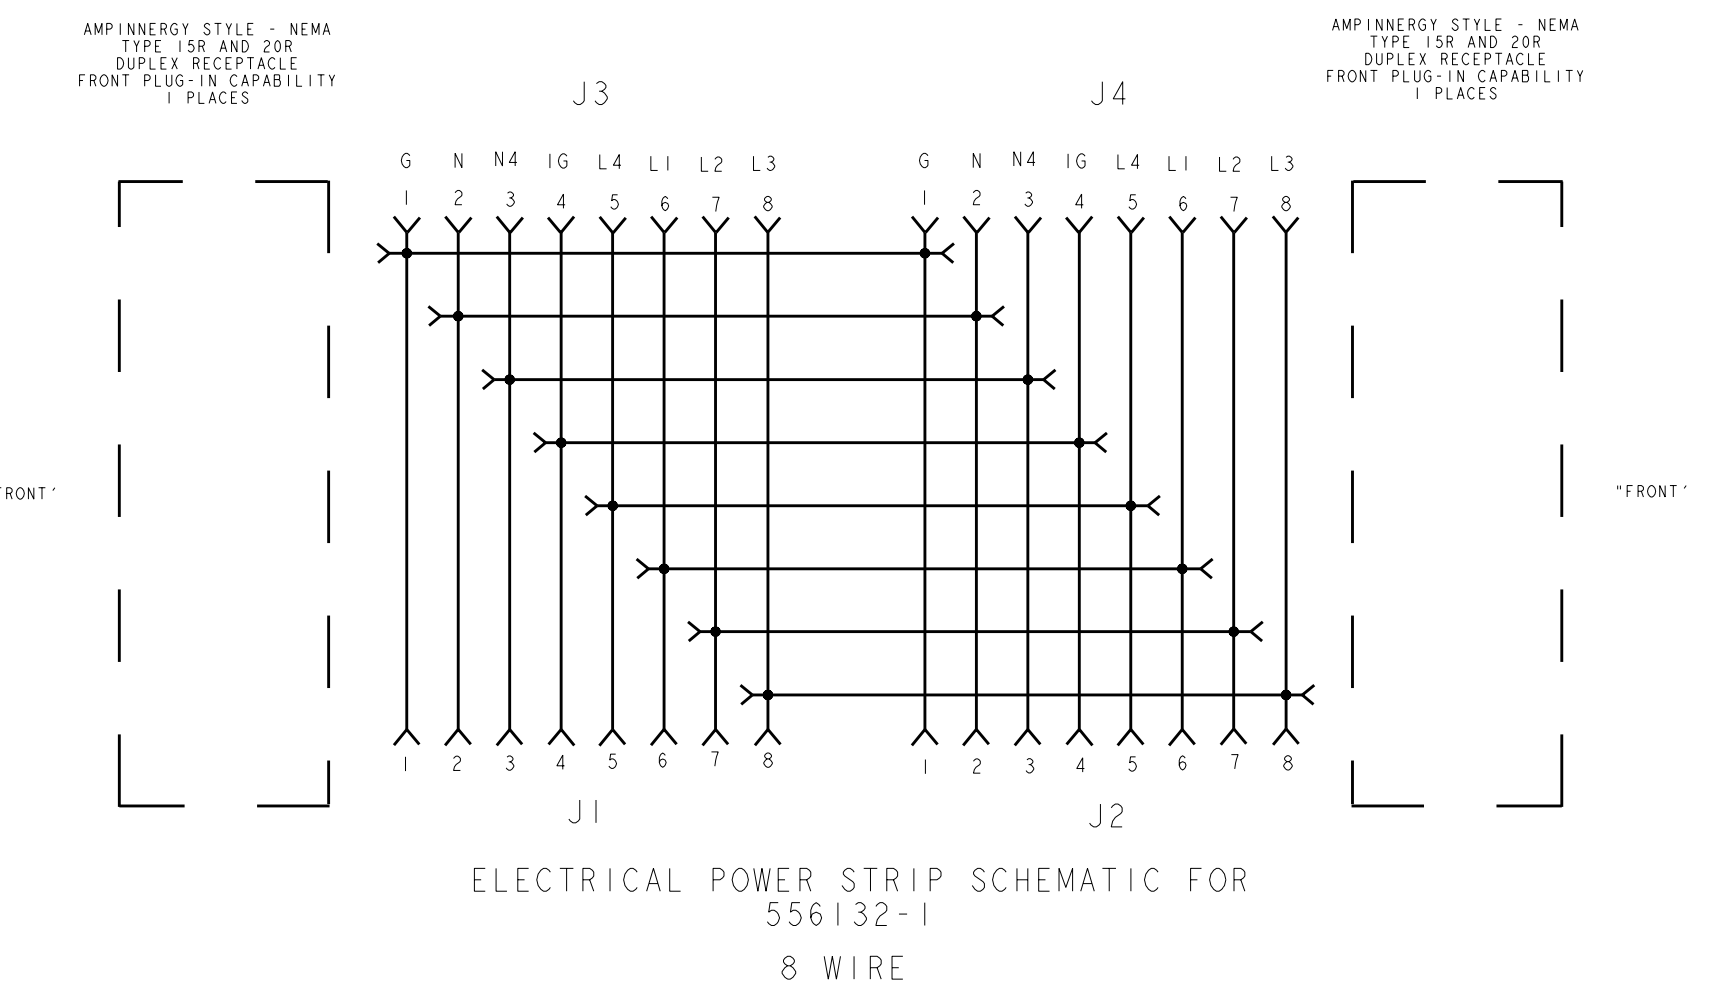 AMPINNERGY STYLE - NEMA
TYPE 15R AND 20R
DUPLEX RECEPTACLE
FRONT PLUG-IN CAPABILITY
1 PLACES
AMPINNERGY STYLE - NEMA
TYPE 15R AND 20R
DUPLEX RECEPTACLE
FRONT PLUG-IN CAPABILITY
1 PLACES
J3
J4
G N N4 IG L4 L1 L2 L3
G N N4 IG L4 L1 L2 L3
1 2 3 4 5 6 7 8
1 2 3 4 5 6 7 8
"FRONT'
1 2 3 4 5 6 7 8
1 2 3 4 5 6 7 8
J1
J2
ELECTRICAL POWER STRIP SCHEMATIC FOR
556132-1
8 WIRE